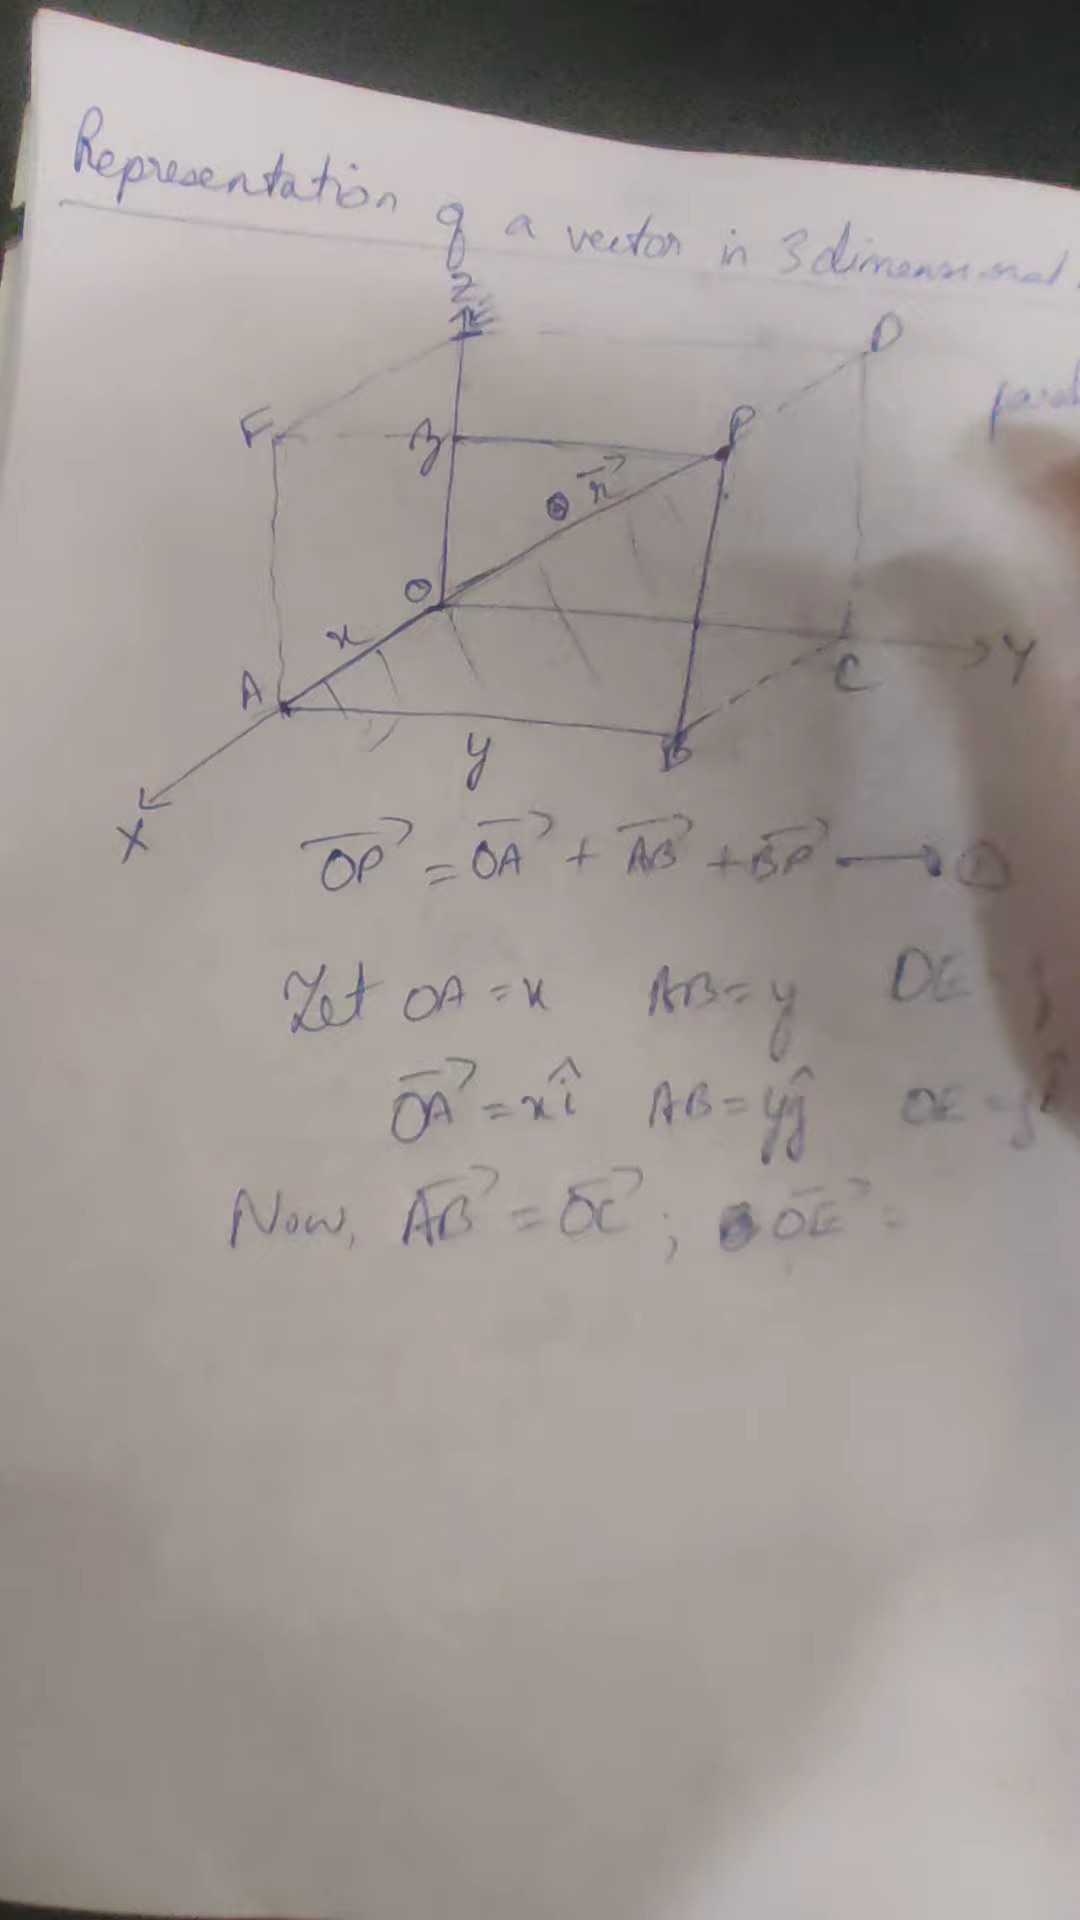 Representation of a vector in 3 dimensional
Z
E
D
F
z
P
r⃗
O
x
A
C
Y
y
B
X
OP⃗ = OA⃗ + AB⃗ + BP⃗ → ①
Let OA = x AB = y OE
OA⃗ = xî AB = yĵ OE =
Now, AB⃗ = OC⃗ ; OE⃗ =